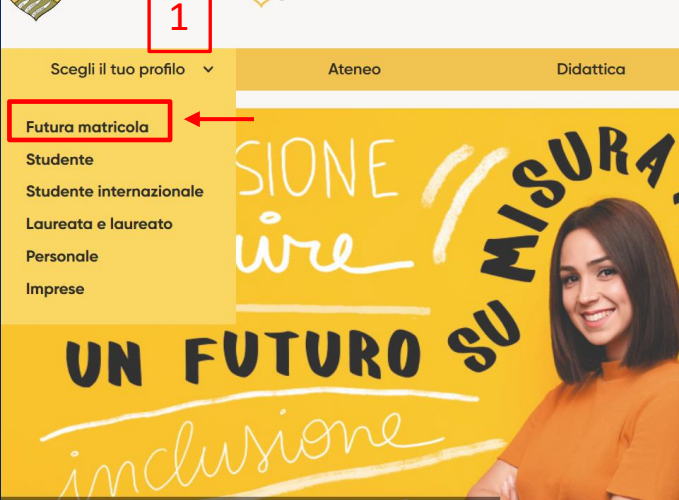 1
Scegli il tuo profilo
Ateneo
Didattica
Futura matricola
Studente
Studente internazionale
Laureata e laureato
Personale
Imprese
SIONE
SU MISURA
UN FUTURO
inclusione